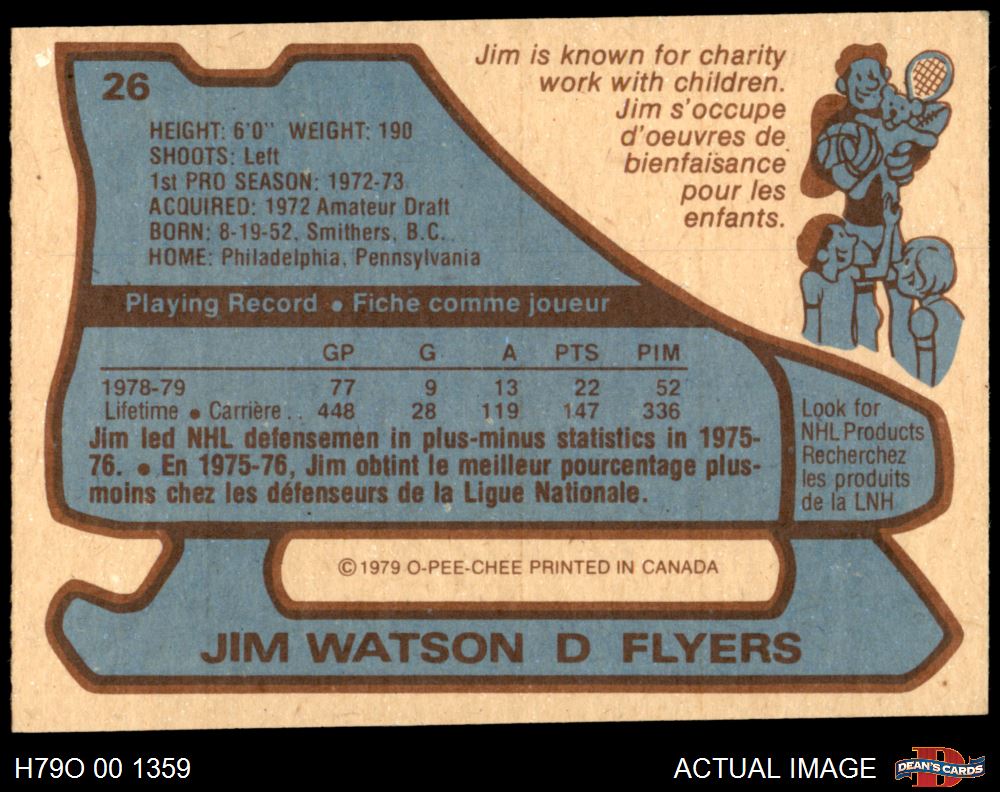 26
HEIGHT: 6'0" WEIGHT: 190
SHOOTS: Left
1st PRO SEASON: 1972-73
ACQUIRED: 1972 Amateur Draft
BORN: 8-19-52, Smithers, B.C.
HOME: Philadelphia, Pennsylvania
Jim is known for charity
work with children.
Jim s'occupe
d'oeuvres de
bienfaisance
pour les
enfants.
Playing Record • Fiche comme joueur
GP G A PTS PIM
1978-79 77 9 13 22 52
Lifetime • Carrière . . 448 28 119 147 336
Jim led NHL defensemen in plus-minus statistics in 1975-
76. • En 1975-76, Jim obtint le meilleur pourcentage plus-
moins chez les défenseurs de la Ligue Nationale.
Look for
NHL Products
Recherchez
les produits
de la LNH
©1979 O-PEE-CHEE PRINTED IN CANADA
JIM WATSON D FLYERS
H79O 00 1359
ACTUAL IMAGE
DEAN'S CARDS